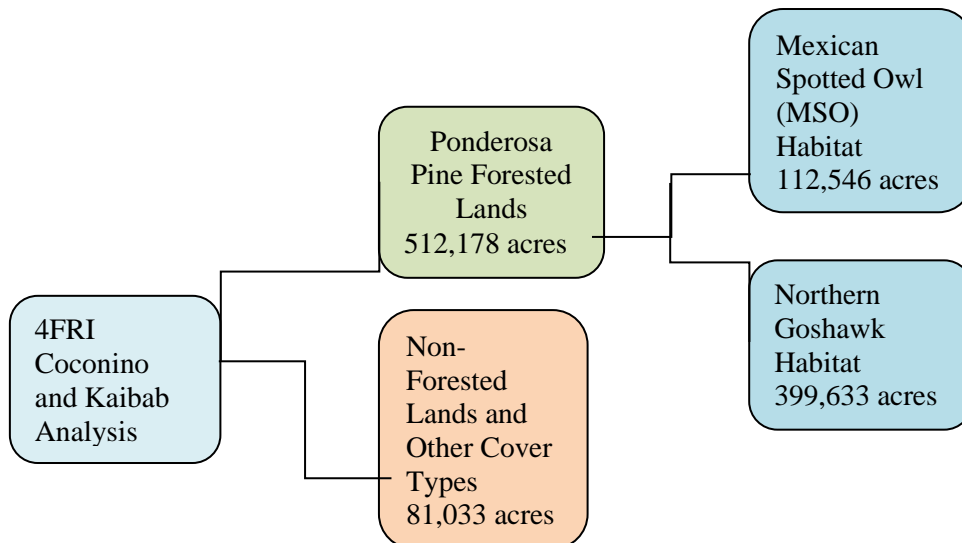 4FRI
Coconino
and Kaibab
Analysis
Ponderosa
Pine Forested
Lands
512,178 acres
Non-
Forested
Lands and
Other Cover
Types
81,033 acres
Mexican
Spotted Owl
(MSO)
Habitat
112,546 acres
Northern
Goshawk
Habitat
399,633 acres